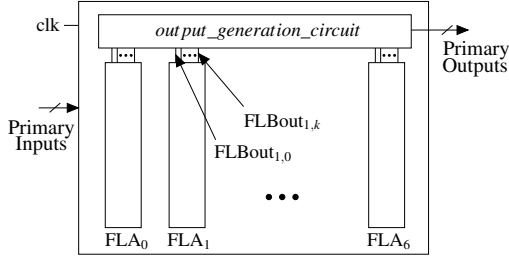 clk
output_generation_circuit
Primary
Outputs
Primary
Inputs
FLBout1,k
FLBout1,0
FLA0
FLA1
FLA6